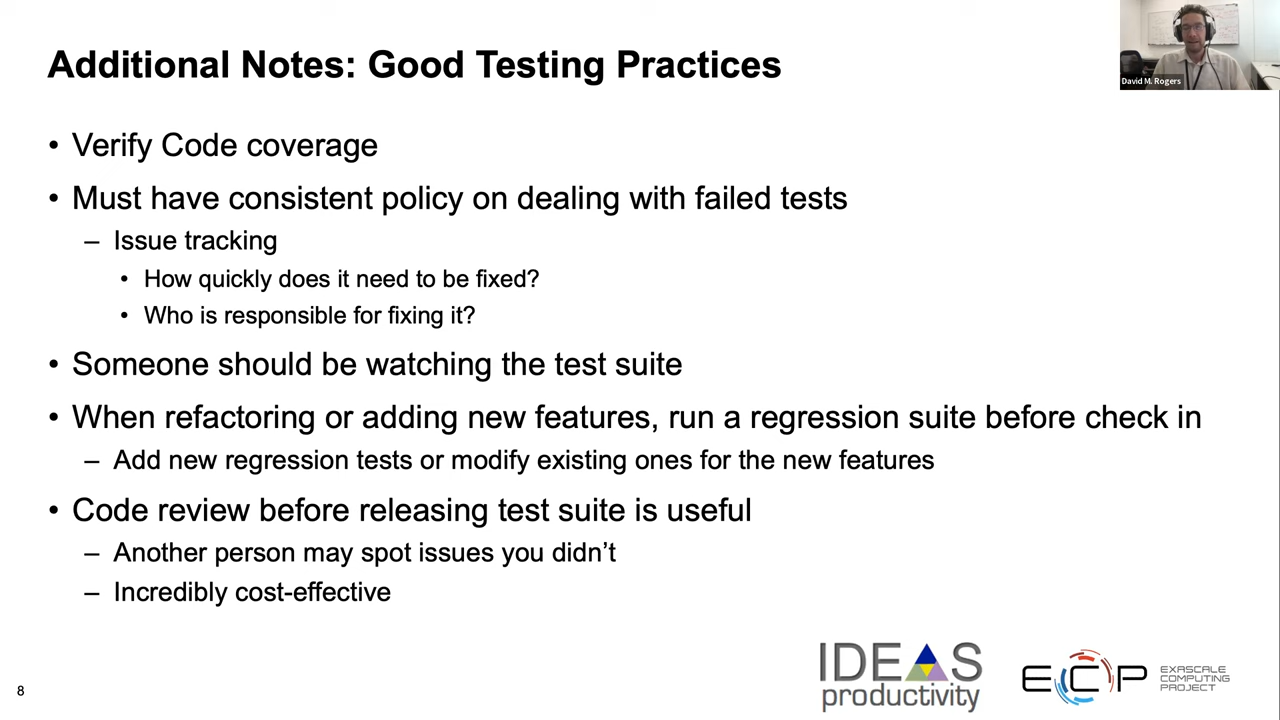 Additional Notes: Good Testing Practices
David M. Rogers
• Verify Code coverage
• Must have consistent policy on dealing with failed tests
– Issue tracking
• How quickly does it need to be fixed?
• Who is responsible for fixing it?
• Someone should be watching the test suite
• When refactoring or adding new features, run a regression suite before check in
– Add new regression tests or modify existing ones for the new features
• Code review before releasing test suite is useful
– Another person may spot issues you didn’t
– Incredibly cost-effective
IDEAS
productivity
ECP
EXASCALE
COMPUTING
PROJECT
8